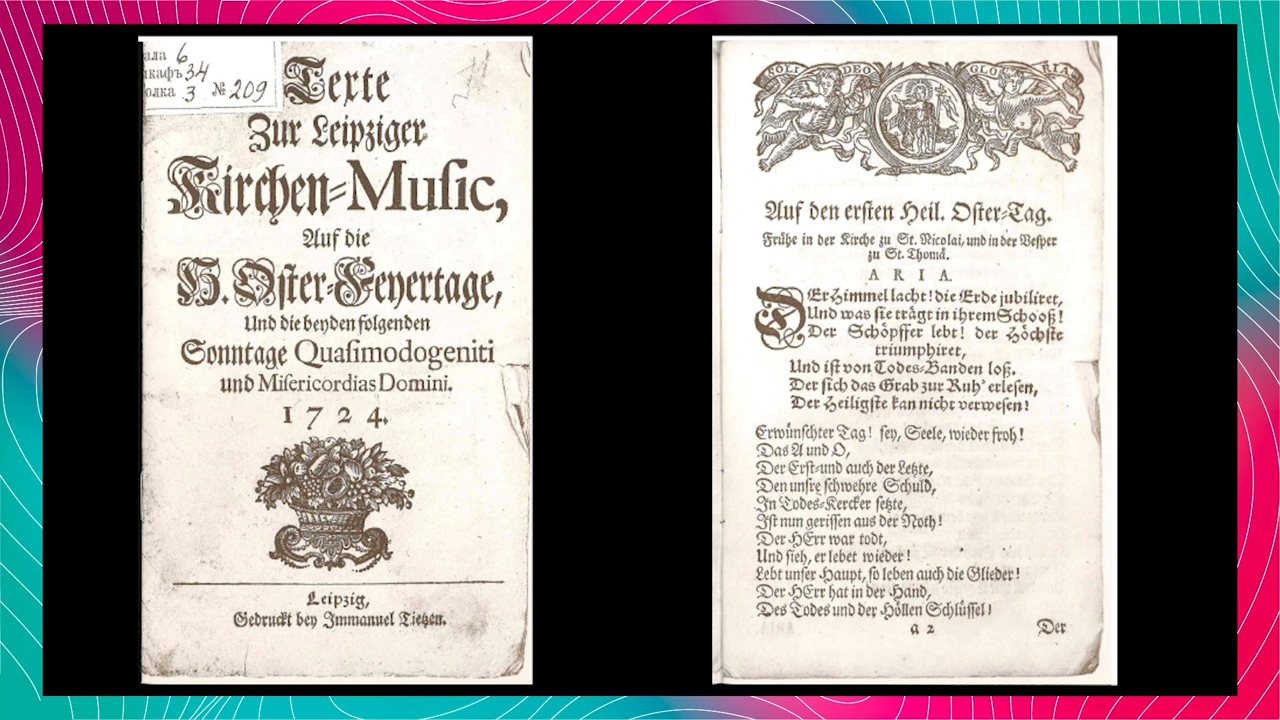 ала 6
кафъ 34
олка 3 № 209
Texte
Zur Leipziger
Kirchen-Muſic,
Auf die
H. Oſter-Feyertage,
Und die beyden folgenden
Sonntage Quaſimodogeniti
und Miſericordias Domini.
1724.
Leipzig,
Gedruckt bey Immanuel Tietzen.
SOLI DEO GLORIA
Auf den erſten Heil. Oſter-Tag.
Frühe in der Kirche zu St. Nicolai, und in der Veſper
zu St. Thomä.
ARIA.
DEr Himmel lacht! die Erde jubiliret,
Und was ſie trägt in ihrem Schooß!
Der Schöpffer lebt! der Höchſte
triumphiret,
Und iſt von Todes-Banden loß.
Der ſich das Grab zur Ruh' erleſen,
Der Heiligſte kan nicht verweſen!
Erwünſchter Tag! ſey, Seele, wieder froh!
Das A und O,
Der Erſt-und auch der Letzte,
Den unſre ſchwehre Schuld,
In Todes-Kercker ſetzte,
Iſt nun geriſſen aus der Noth!
Der HErr war todt,
Und ſieh, er lebet wieder!
Lebt unſer Haupt, ſo leben auch die Glieder!
Der HErr hat in der Hand,
Des Todes und der Höllen Schlüſſel!
a 2 Der